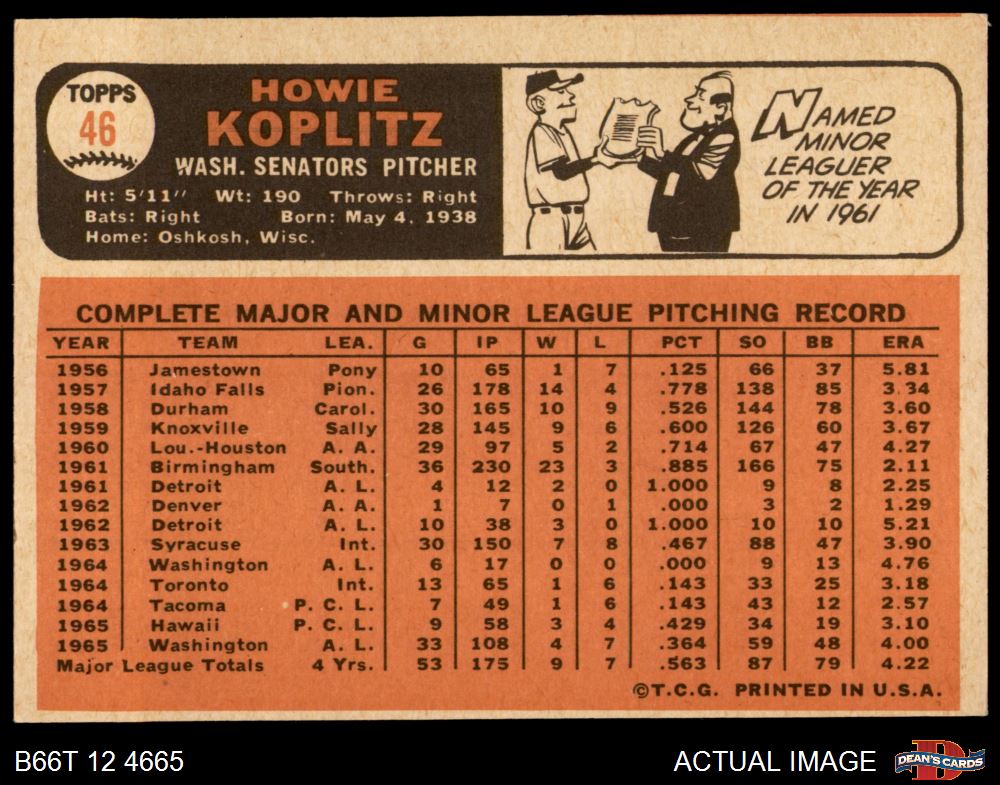 TOPPS
46
HOWIE
KOPLITZ
WASH. SENATORS PITCHER
Ht: 5'11" Wt: 190 Throws: Right
Bats: Right Born: May 4, 1938
Home: Oshkosh, Wisc.
NAMED
MINOR
LEAGUER
OF THE YEAR
IN 1961
COMPLETE MAJOR AND MINOR LEAGUE PITCHING RECORD
YEAR TEAM LEA. G IP W L PCT SO BB ERA
1956 Jamestown Pony 10 65 1 7 .125 66 37 5.81
1957 Idaho Falls Pion. 26 178 14 4 .778 138 85 3.34
1958 Durham Carol. 30 165 10 9 .526 144 78 3.60
1959 Knoxville Sally 28 145 9 6 .600 126 60 3.67
1960 Lou.-Houston A. A. 29 97 5 2 .714 67 47 4.27
1961 Birmingham South. 36 230 23 3 .885 166 75 2.11
1961 Detroit A. L. 4 12 2 0 1.000 9 8 2.25
1962 Denver A. A. 1 7 0 1 .000 3 2 1.29
1962 Detroit A. L. 10 38 3 0 1.000 10 10 5.21
1963 Syracuse Int. 30 150 7 8 .467 88 47 3.90
1964 Washington A. L. 6 17 0 0 .000 9 13 4.76
1964 Toronto Int. 13 65 1 6 .143 33 25 3.18
1964 Tacoma P. C. L. 7 49 1 6 .143 43 12 2.57
1965 Hawaii P. C. L. 9 58 3 4 .429 34 19 3.10
1965 Washington A. L. 33 108 4 7 .364 59 48 4.00
Major League Totals 4 Yrs. 53 175 9 7 .563 87 79 4.22
©T.C.G. PRINTED IN U.S.A.
B66T 12 4665
ACTUAL IMAGE
D
DEAN'S CARDS